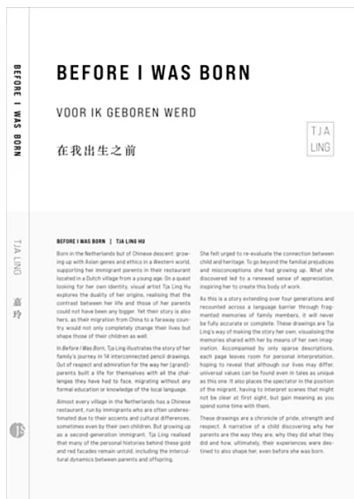 BEFORE I WAS BORN
BEFORE I WAS BORN
VOOR IK GEBOREN WERD
在我出生之前
TJA
LING
TJA LING
嘉玲
BEFORE I WAS BORN | TJA LING HU
Born in the Netherlands but of Chinese descent: grow-
ing up with Asian genes and ethics in a Western world,
supporting her immigrant parents in their restaurant
located in a Dutch village from a young age. On a quest
looking for her own identity, visual artist Tja Ling Hu
explores the duality of her origins, realising that the
contrast between her life and those of her parents
could not have been any bigger. Yet their story is also
hers, as their migration from China to a faraway coun-
try would not only completely change their lives but
shape those of their children as well.
In Before I Was Born, Tja Ling illustrates the story of her
family's journey in 14 interconnected pencil drawings.
Out of respect and admiration for the way her (grand)-
parents built a life for themselves with all the chal-
lenges they have had to face, migrating without any
formal education or knowledge of the local language.
Almost every village in the Netherlands has a Chinese
restaurant, run by immigrants who are often underes-
timated due to their accents and cultural differences,
sometimes even by their own children. But growing up
as a second-generation immigrant, Tja Ling realised
that many of the personal histories behind these gold
and red facades remain untold, including the intercul-
tural dynamics between parents and offspring.
She felt urged to re-evaluate the connection between
child and heritage. To go beyond the familial prejudices
and misconceptions she had growing up. What she
discovered led to a renewed sense of appreciation,
inspiring her to create this body of work.
As this is a story extending over four generations and
recounted across a language barrier through frag-
mented memories of family members, it will never
be fully accurate or complete. These drawings are Tja
Ling's way of making the story her own, visualising the
memories shared with her by means of her own imag-
ination. Accompanied by only sparse descriptions,
each page leaves room for personal interpretation,
hoping to reveal that although our lives may differ,
universal values can be found even in tales as unique
as this one. It also places the spectator in the position
of the migrant, having to interpret scenes that might
not be clear at first sight, but gain meaning as you
spend some time with them.
These drawings are a chronicle of pride, strength and
respect. A narrative of a child discovering why her
parents are the way they are, why they did what they
did and how, ultimately, their experiences were des-
tined to also shape her, even before she was born.